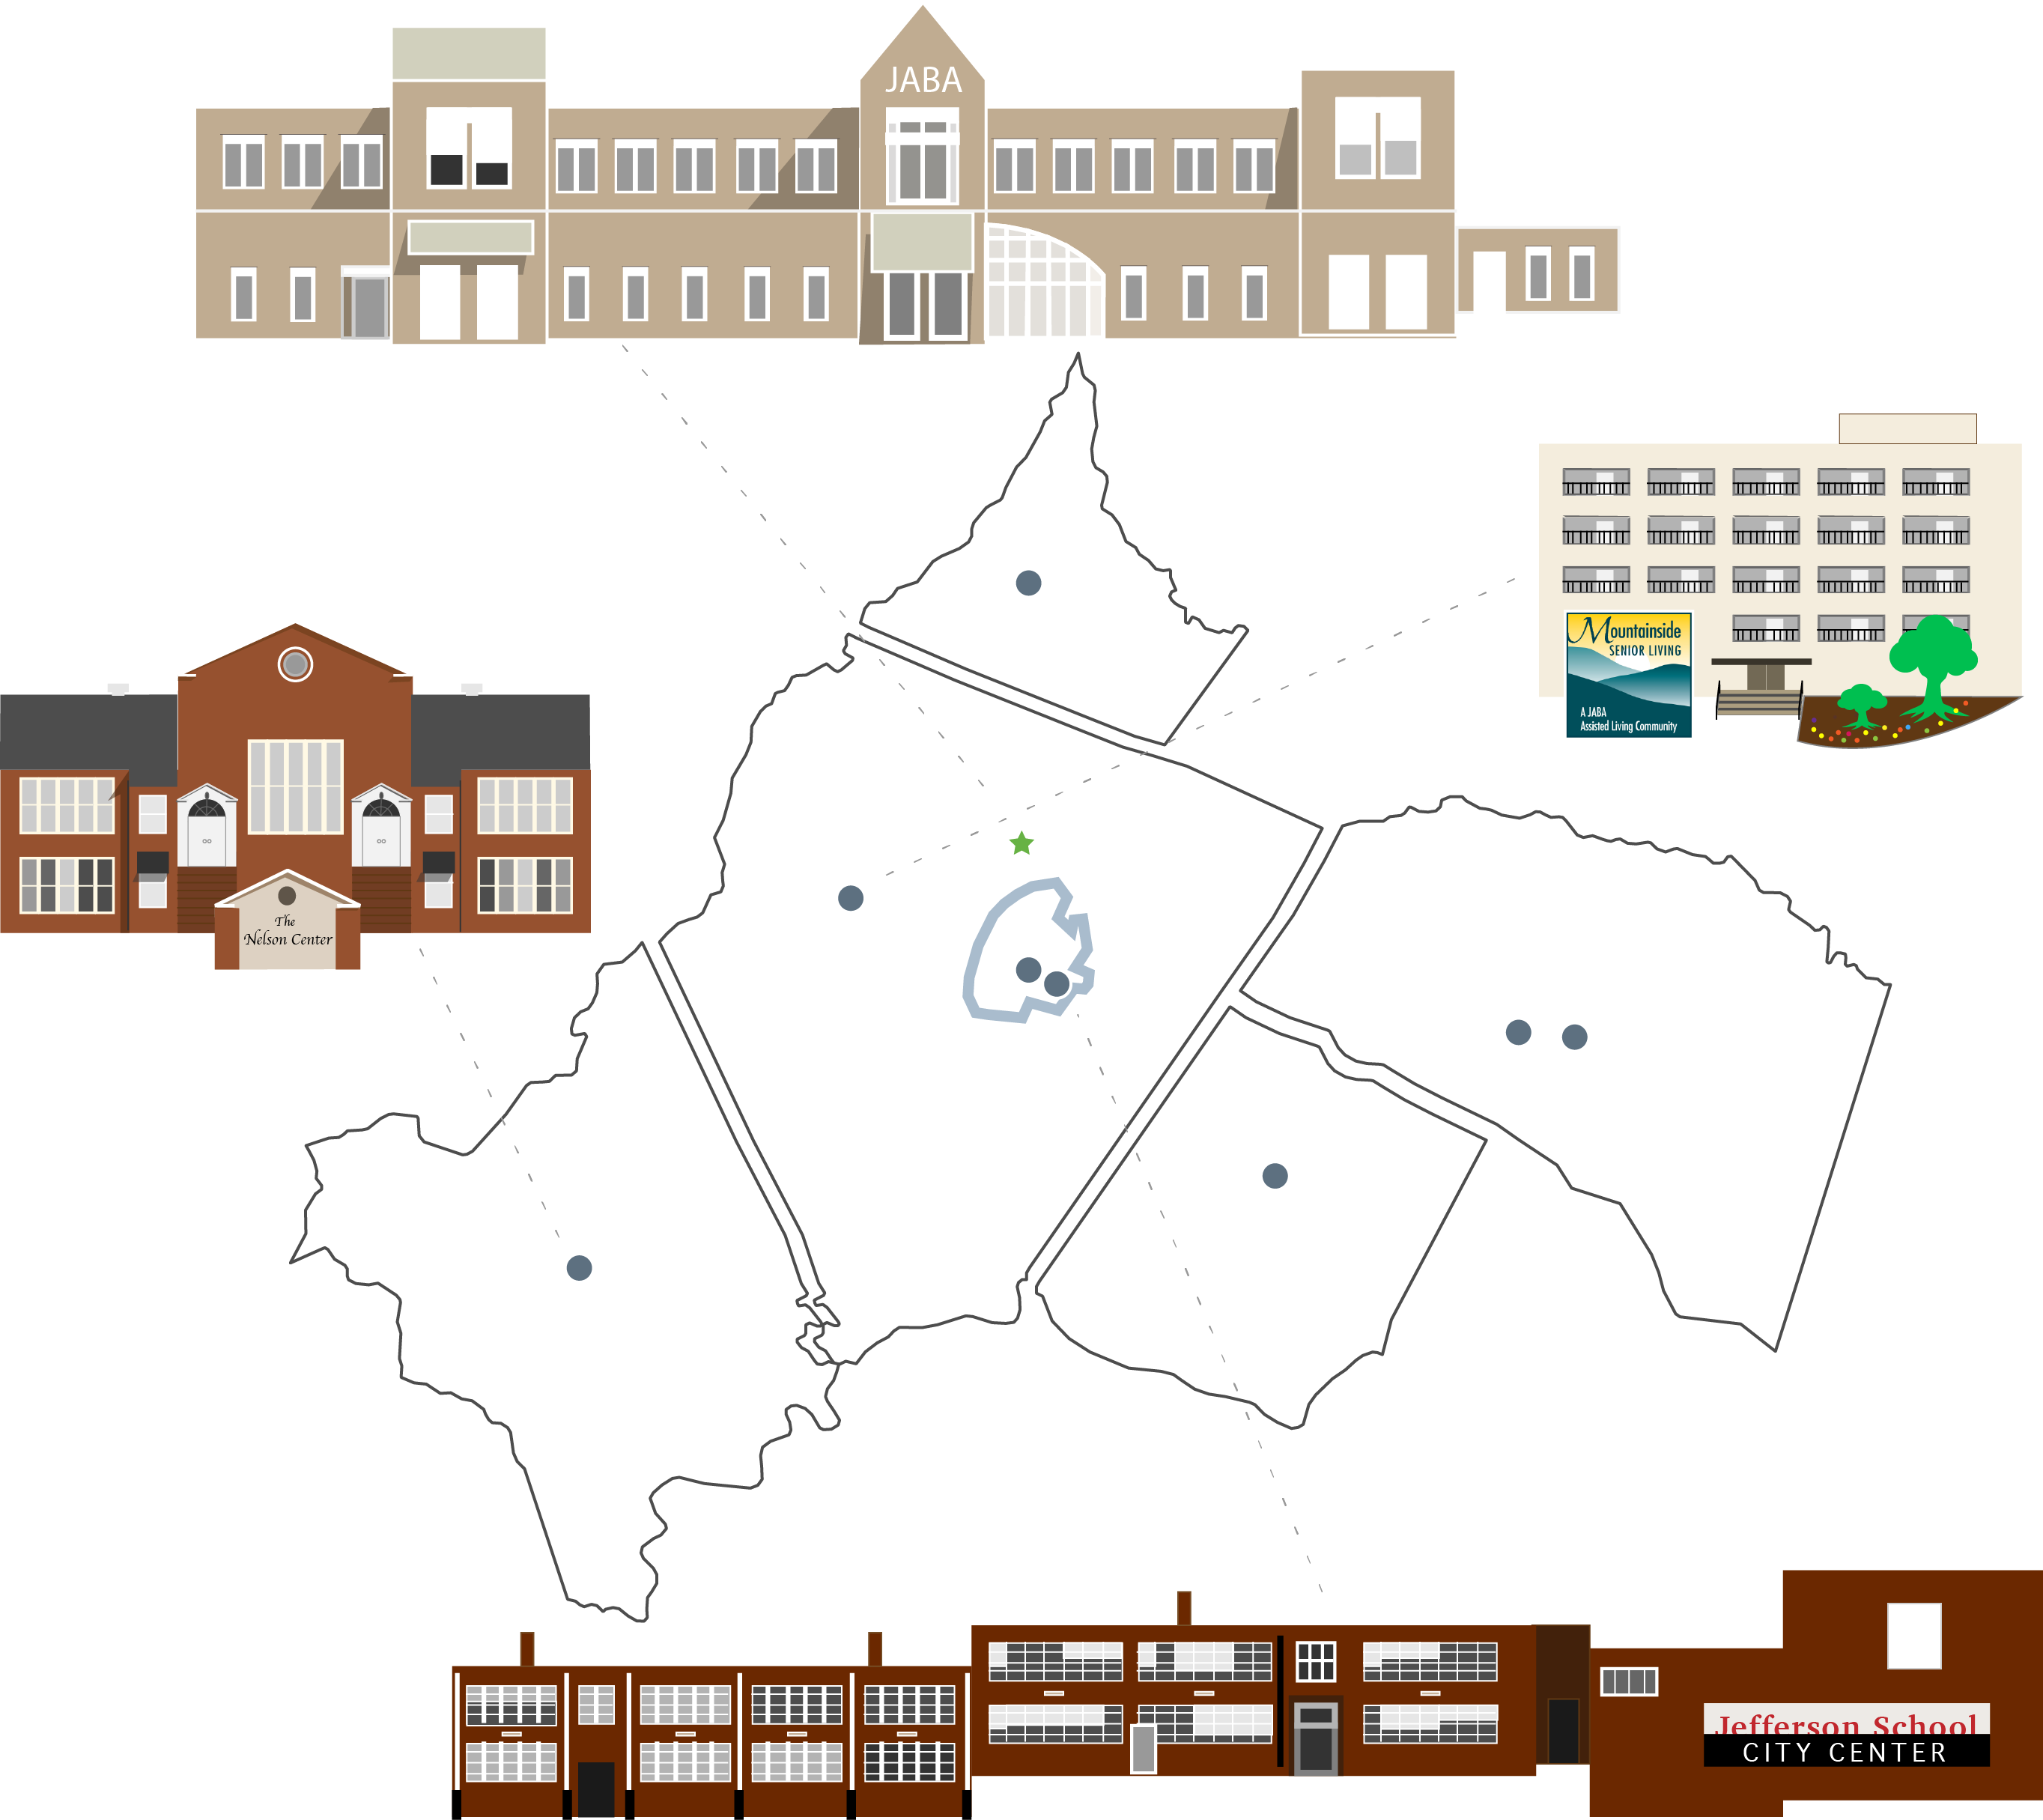 JABA
Mountainside
SENIOR LIVING
A JABA
Assisted Living Community
The
Nelson Center
Jefferson School
CITY CENTER